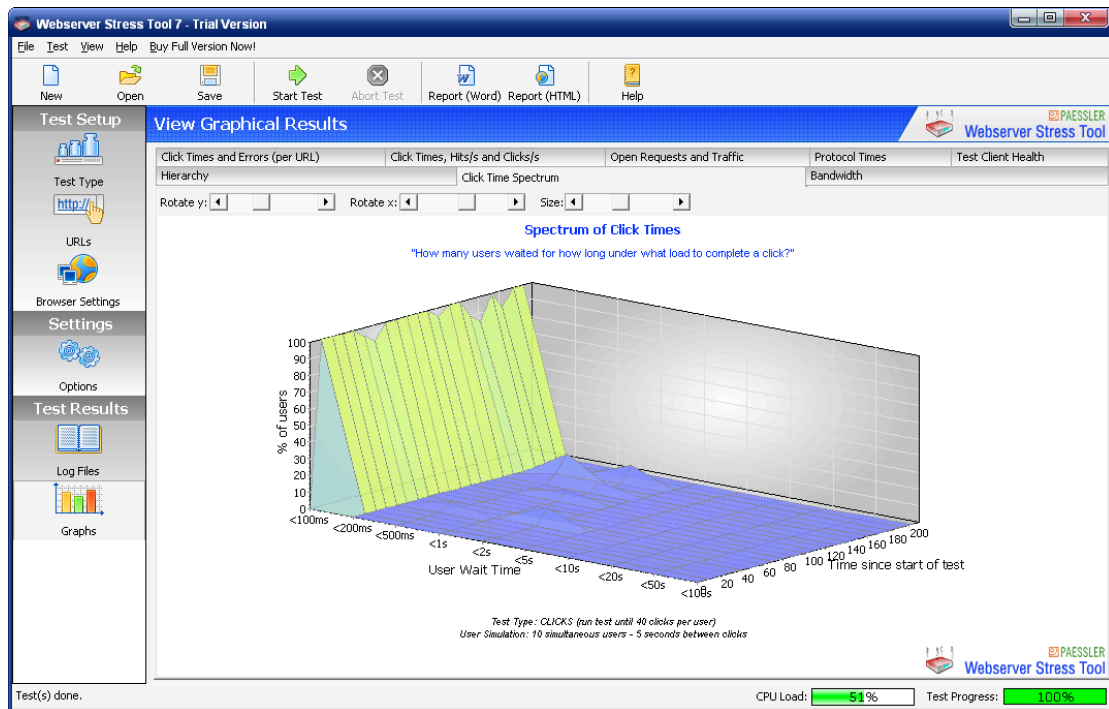 Webserver Stress Tool 7 - Trial Version
File Test View Help Buy Full Version Now!
New Open Save Start Test Abort Test Report (Word) Report (HTML) Help
Test Setup
Test Type
http://
URLs
Browser Settings
Settings
Options
Test Results
Log Files
Graphs
View Graphical Results
PAESSLER
Webserver Stress Tool
Click Times and Errors (per URL) Click Times, Hits/s and Clicks/s Open Requests and Traffic Protocol Times Test Client Health
Hierarchy Click Time Spectrum Bandwidth
Rotate y: Rotate x: Size:
Spectrum of Click Times
"How many users waited for how long under what load to complete a click?"
% of users
100
90
80
70
60
50
40
30
20
10
0
<100ms <200ms <500ms <1s <2s <5s <10s <20s <50s <100s
User Wait Time
0 20 40 60 80 100 120 140 160 180 200
Time since start of test
Test Type: CLICKS (run test until 40 clicks per user)
User Simulation: 10 simultaneous users - 5 seconds between clicks
PAESSLER
Webserver Stress Tool
Test(s) done. CPU Load: 51% Test Progress: 100%